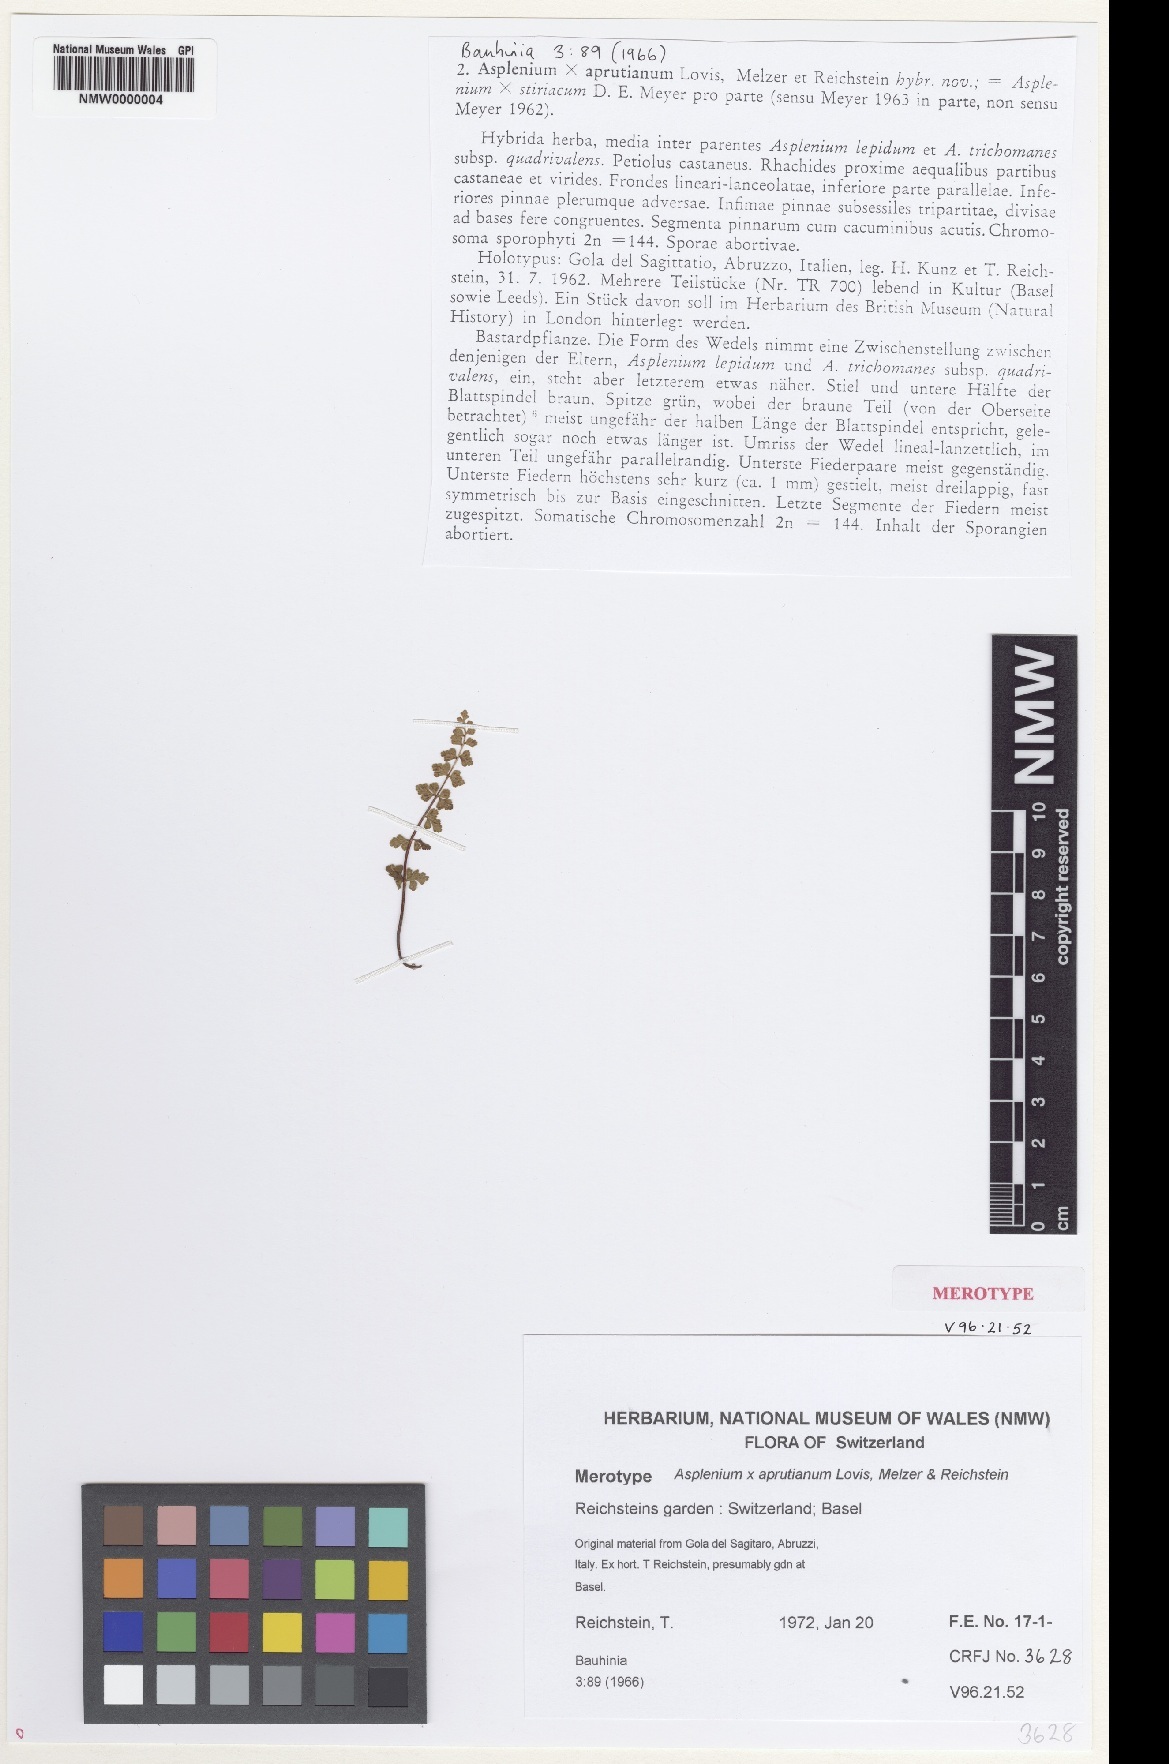 National Museum Wales GPI
NMW0000004
Bauhinia 3:89 (1966)
2. Asplenium × aprutianum Lovis, Melzer et Reichstein hybr. nov.; = Asple-
nium × stiriacum D. E. Meyer pro parte (sensu Meyer 1963 in parte, non sensu
Meyer 1962).
Hybrida herba, media inter parentes Asplenium lepidum et A. trichomanes
subsp. quadrivalens. Petiolus castaneus. Rhachides proxime aequalibus partibus
castaneae et virides. Frondes lineari-lanceolatae, inferiore parte parallelae. Infe-
riores pinnae plerumque adversae. Infimae pinnae subsessiles tripartitae, divisae
ad bases fere congruentes. Segmenta pinnarum cum cacuminibus acutis. Chromo-
soma sporophyti 2n =144. Sporae abortivae.
Holotypus: Gola del Sagittatio, Abruzzo, Italien, leg. H. Kunz et T. Reich-
stein, 31. 7. 1962. Mehrere Teilstücke (Nr. TR 700) lebend in Kultur (Basel
sowie Leeds). Ein Stück davon soll im Herbarium des British Museum (Natural
History) in London hinterlegt werden.
Bastardpflanze. Die Form des Wedels nimmt eine Zwischenstellung zwischen
denjenigen der Eltern, Asplenium lepidum und A. trichomanes subsp. quadri-
valens, ein, steht aber letzterem etwas näher. Stiel und untere Hälfte der
Blattspindel braun. Spitze grün, wobei der braune Teil (von der Oberseite
betrachtet) meist ungefähr der halben Länge der Blattspindel entspricht, gele-
gentlich sogar noch etwas länger ist. Umriss der Wedel lineal-lanzettlich, im
unteren Teil ungefähr parallelrandig. Unterste Fiederpaare meist gegenständig.
Unterste Fiedern höchstens sehr kurz (ca. 1 mm) gestielt, meist dreilappig, fast
symmetrisch bis zur Basis eingeschnitten. Letzte Segmente der Fiedern meist
zugespitzt. Somatische Chromosomenzahl 2n = 144. Inhalt der Sporangien
abortiert.
NMW
0 1 2 3 4 5 6 7 8 9 10
cm
copyright reserved
MEROTYPE
V96.21.52
HERBARIUM, NATIONAL MUSEUM OF WALES (NMW)
FLORA OF Switzerland
Merotype Asplenium x aprutianum Lovis, Melzer & Reichstein
Reichsteins garden : Switzerland; Basel
Original material from Gola del Sagitaro, Abruzzi,
Italy. Ex hort. T Reichstein, presumably gdn at
Basel.
Reichstein, T. 1972, Jan 20 F.E. No. 17-1-
Bauhinia CRFJ No. 3628
3:89 (1966) V96.21.52
3628